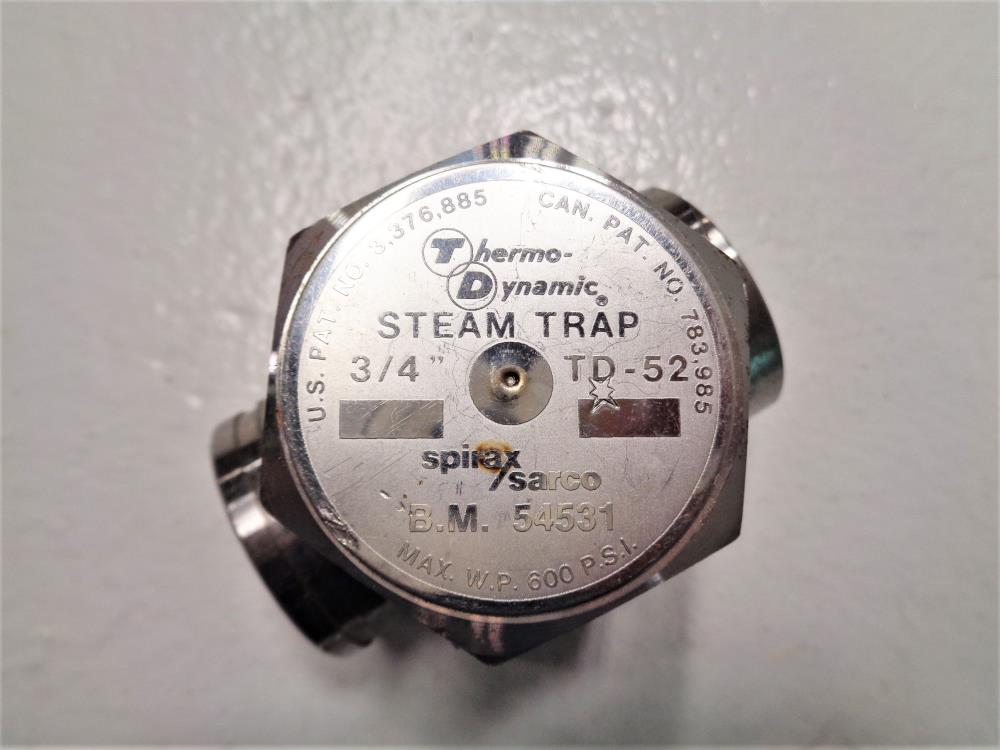 U.S. PAT. NO. 3,376,885
CAN. PAT. NO. 783,985
Thermo-
Dynamic®
STEAM TRAP
3/4" TD-52
spirax
/sarco
B.M. 54531
MAX. W.P. 600 P.S.I.